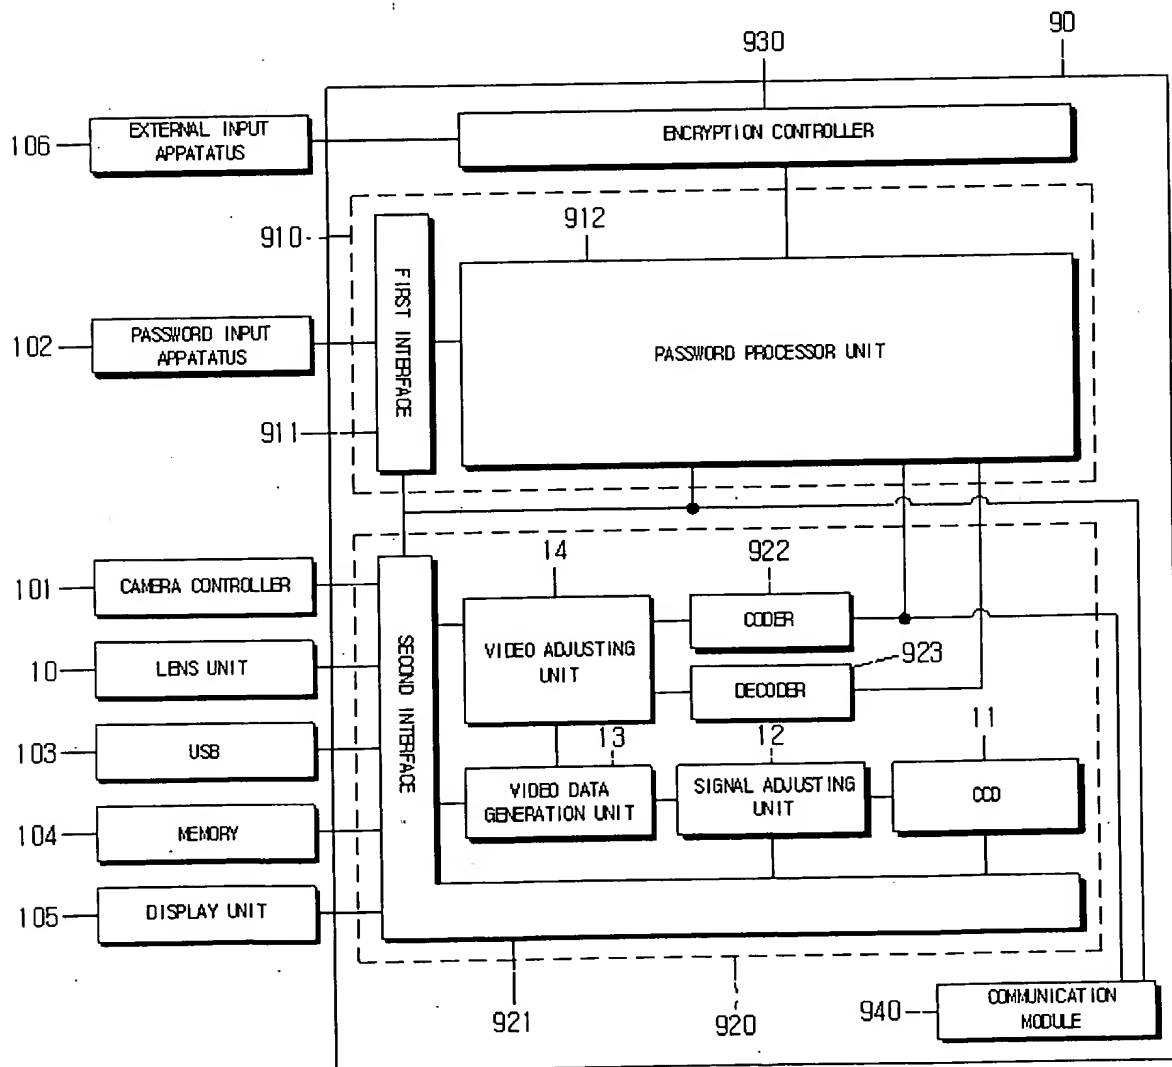 930
90
EXTERNAL INPUT
APPATATUS
106
ENCRYPTION CONTROLLER
910
912
FIRST INTERFACE
PASSWORD INPUT
APPATATUS
102
PASSWORD PROCESSOR UNIT
911
14
922
101
CAMERA CONTROLLER
SECOND INTERFACE
VIDEO ADJUSTING
UNIT
CODER
923
10
LENS UNIT
DECODER
13
12
11
103
USB
VIDEO DATA
GENERATION UNIT
SIGNAL ADJUSTING
UNIT
CCD
104
MEMORY
105
DISPLAY UNIT
921
920
940
COMMUNICATION
MODULE